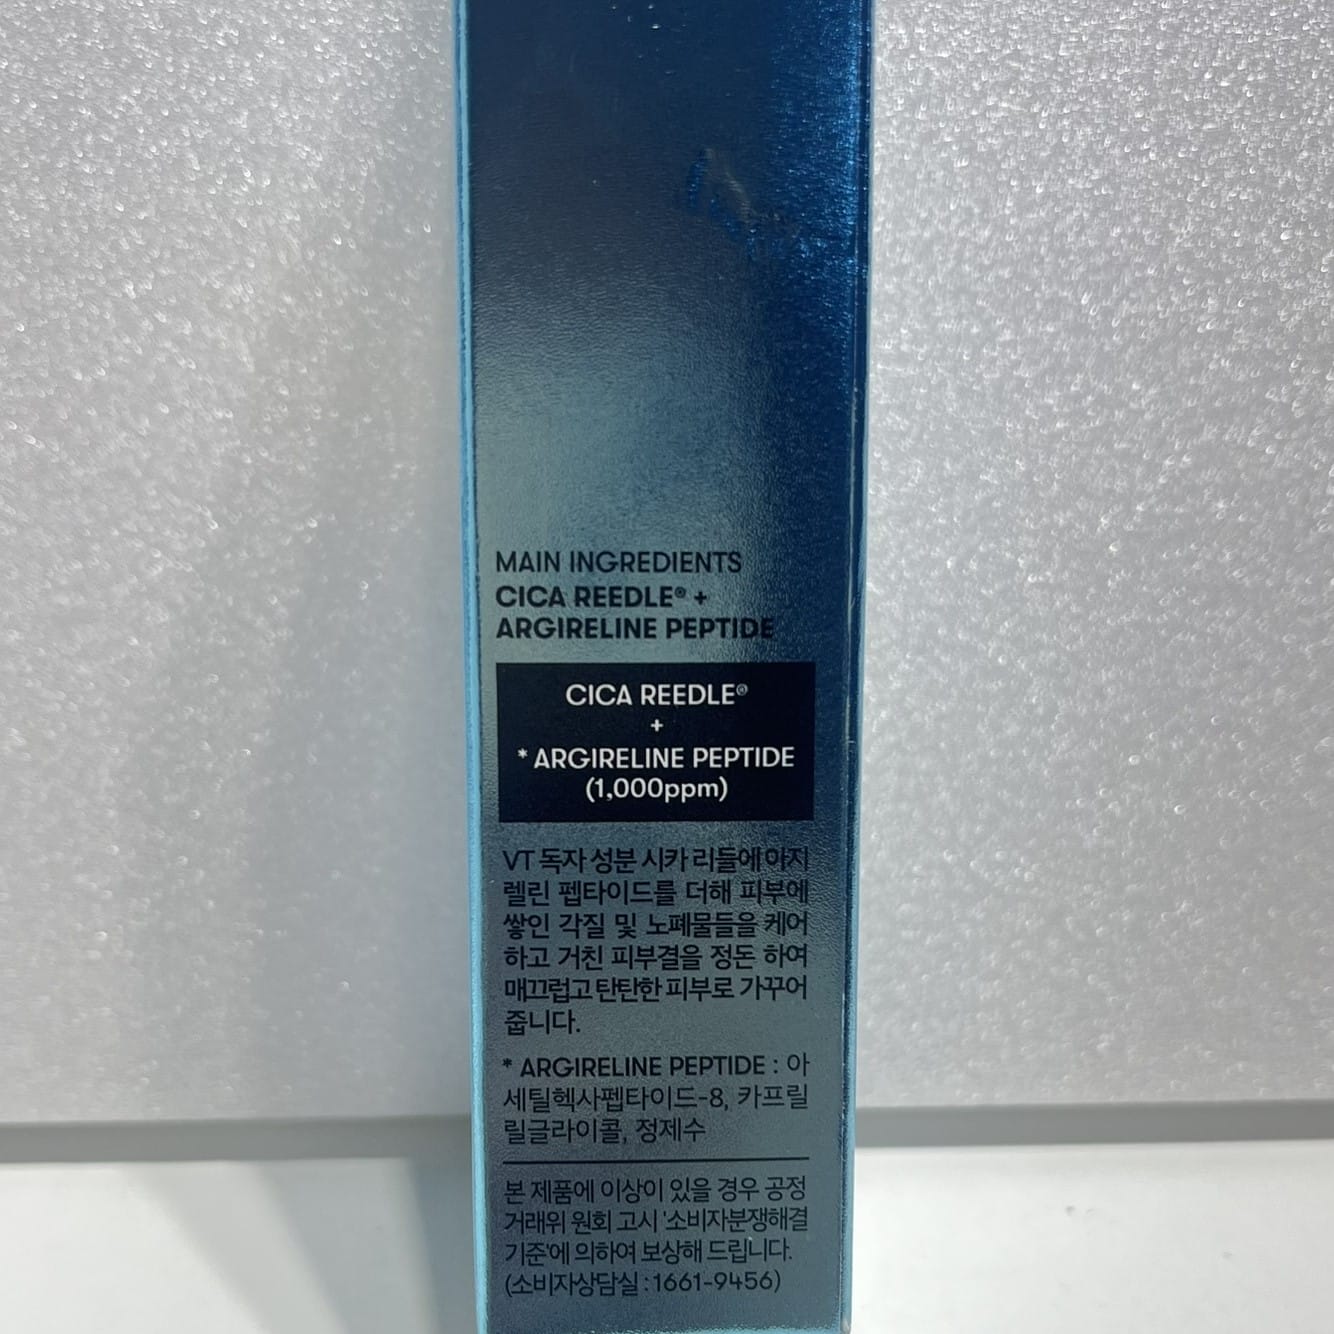 MAIN INGREDIENTS
CICA REEDLE® +
ARGIRELINE PEPTIDE
CICA REEDLE®
+
* ARGIRELINE PEPTIDE
(1,000ppm)
VT 독자 성분 시카 리들에 아지
렐린 펩타이드를 더해 피부에
쌓인 각질 및 노폐물들을 케어
하고 거친 피부결을 정돈 하여
매끄럽고 탄탄한 피부로 가꾸어
줍니다.
* ARGIRELINE PEPTIDE : 아
세틸헥사펩타이드-8, 카프릴
릴글라이콜, 정제수
본 제품에 이상이 있을 경우 공정
거래위 원회 고시 '소비자분쟁해결
기준'에 의하여 보상해 드립니다.
(소비자상담실 : 1661-9456)